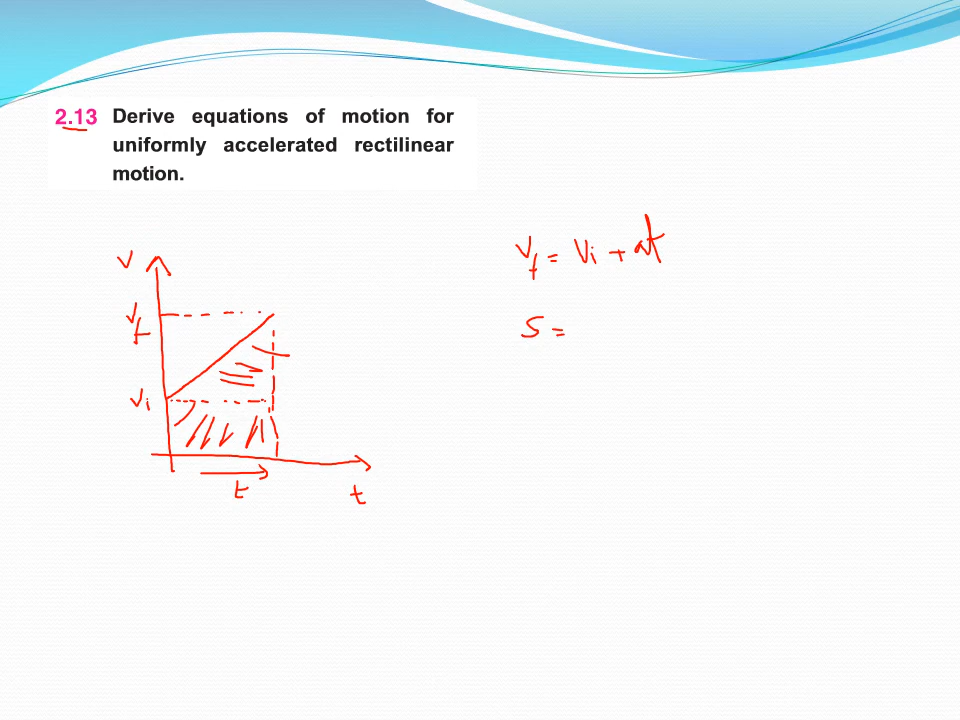 2.13 Derive equations of motion for
uniformly accelerated rectilinear
motion.
v
vf
vi
t
t
vf = vi + at
S =